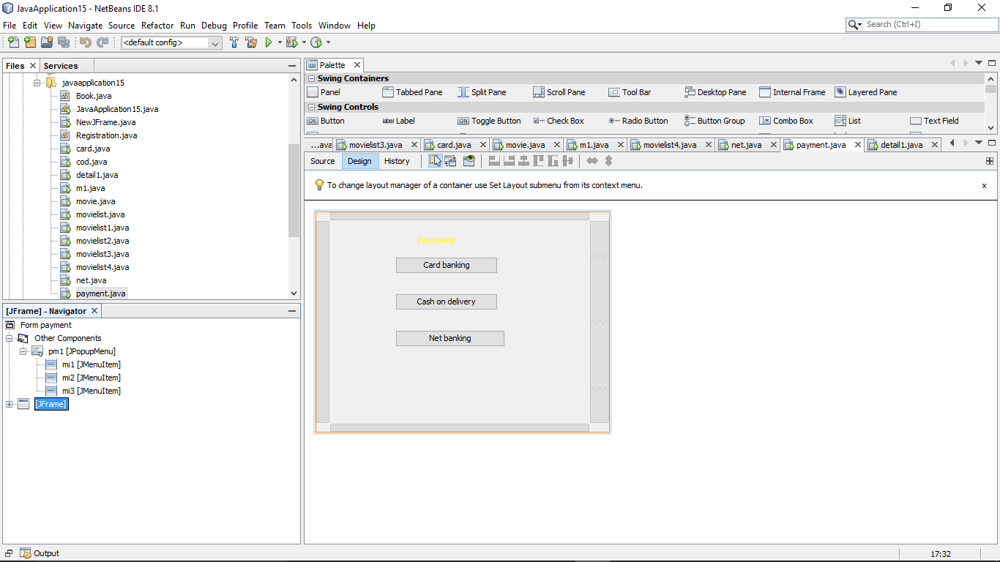 JavaApplication15 - NetBeans IDE 8.1
File Edit View Navigate Source Refactor Run Debug Profile Team Tools Window Help
Search (Ctrl+I)
<default config>
Files Services
javaapplication15
Book.java
JavaApplication15.java
NewJFrame.java
Registration.java
card.java
cod.java
detail1.java
m1.java
movie.java
movielist.java
movielist1.java
movielist2.java
movielist3.java
movielist4.java
net.java
payment.java
[JFrame] - Navigator
Form payment
Other Components
pm1 [JPopupMenu]
mi1 [JMenuItem]
mi2 [JMenuItem]
mi3 [JMenuItem]
[JFrame]
Palette
Swing Containers
Panel Tabbed Pane Split Pane Scroll Pane Tool Bar Desktop Pane Internal Frame Layered Pane
Swing Controls
OK Button label Label ON Toggle Button Check Box Radio Button Button Group Combo Box List Text Field
...ava movielist3.java card.java movie.java m1.java movielist4.java net.java payment.java detail1.java
Source Design History
To change layout manager of a container use Set Layout submenu from its context menu. x
Payment
Card banking
Cash on delivery
Net banking
Output
17:32